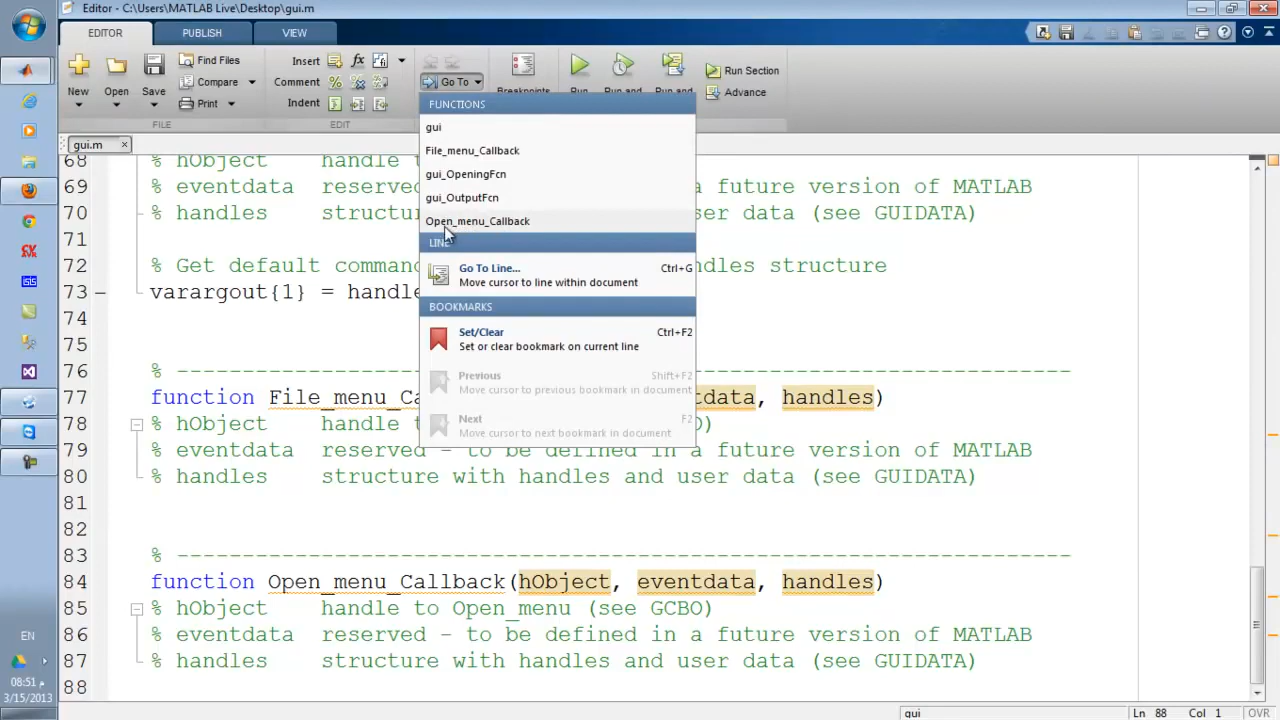 Editor - C:\Users\MATLAB Live\Desktop\gui.m
EDITOR PUBLISH VIEW
New
Open
Save
Find Files
Compare
Print
FILE
Insert
Comment
Indent
EDIT
Go To
Breakpoints
Run
Run and
Run and
Run Section
Advance
gui.m
FUNCTIONS
gui
File_menu_Callback
gui_OpeningFcn
gui_OutputFcn
Open_menu_Callback
LINE
Go To Line... Ctrl+G
Move cursor to line within document
BOOKMARKS
Set/Clear Ctrl+F2
Set or clear bookmark on current line
Previous Shift+F2
Move cursor to previous bookmark in document
Next F2
Move cursor to next bookmark in document
68 % hObject handle t
69 % eventdata reserved a future version of MATLAB
70 % handles structur user data (see GUIDATA)
71
72 % Get default comman ndles structure
73 varargout{1} = handle
74
75
76 % --------------------------------------------------------------------
77 function File_menu_Ca tdata, handles)
78 % hObject handle t O)
79 % eventdata reserved - to be defined in a future version of MATLAB
80 % handles structure with handles and user data (see GUIDATA)
81
82
83 % --------------------------------------------------------------------
84 function Open_menu_Callback(hObject, eventdata, handles)
85 % hObject handle to Open_menu (see GCBO)
86 % eventdata reserved - to be defined in a future version of MATLAB
87 % handles structure with handles and user data (see GUIDATA)
88
gui Ln 88 Col 1 OVR
EN
08:51 م
3/15/2013